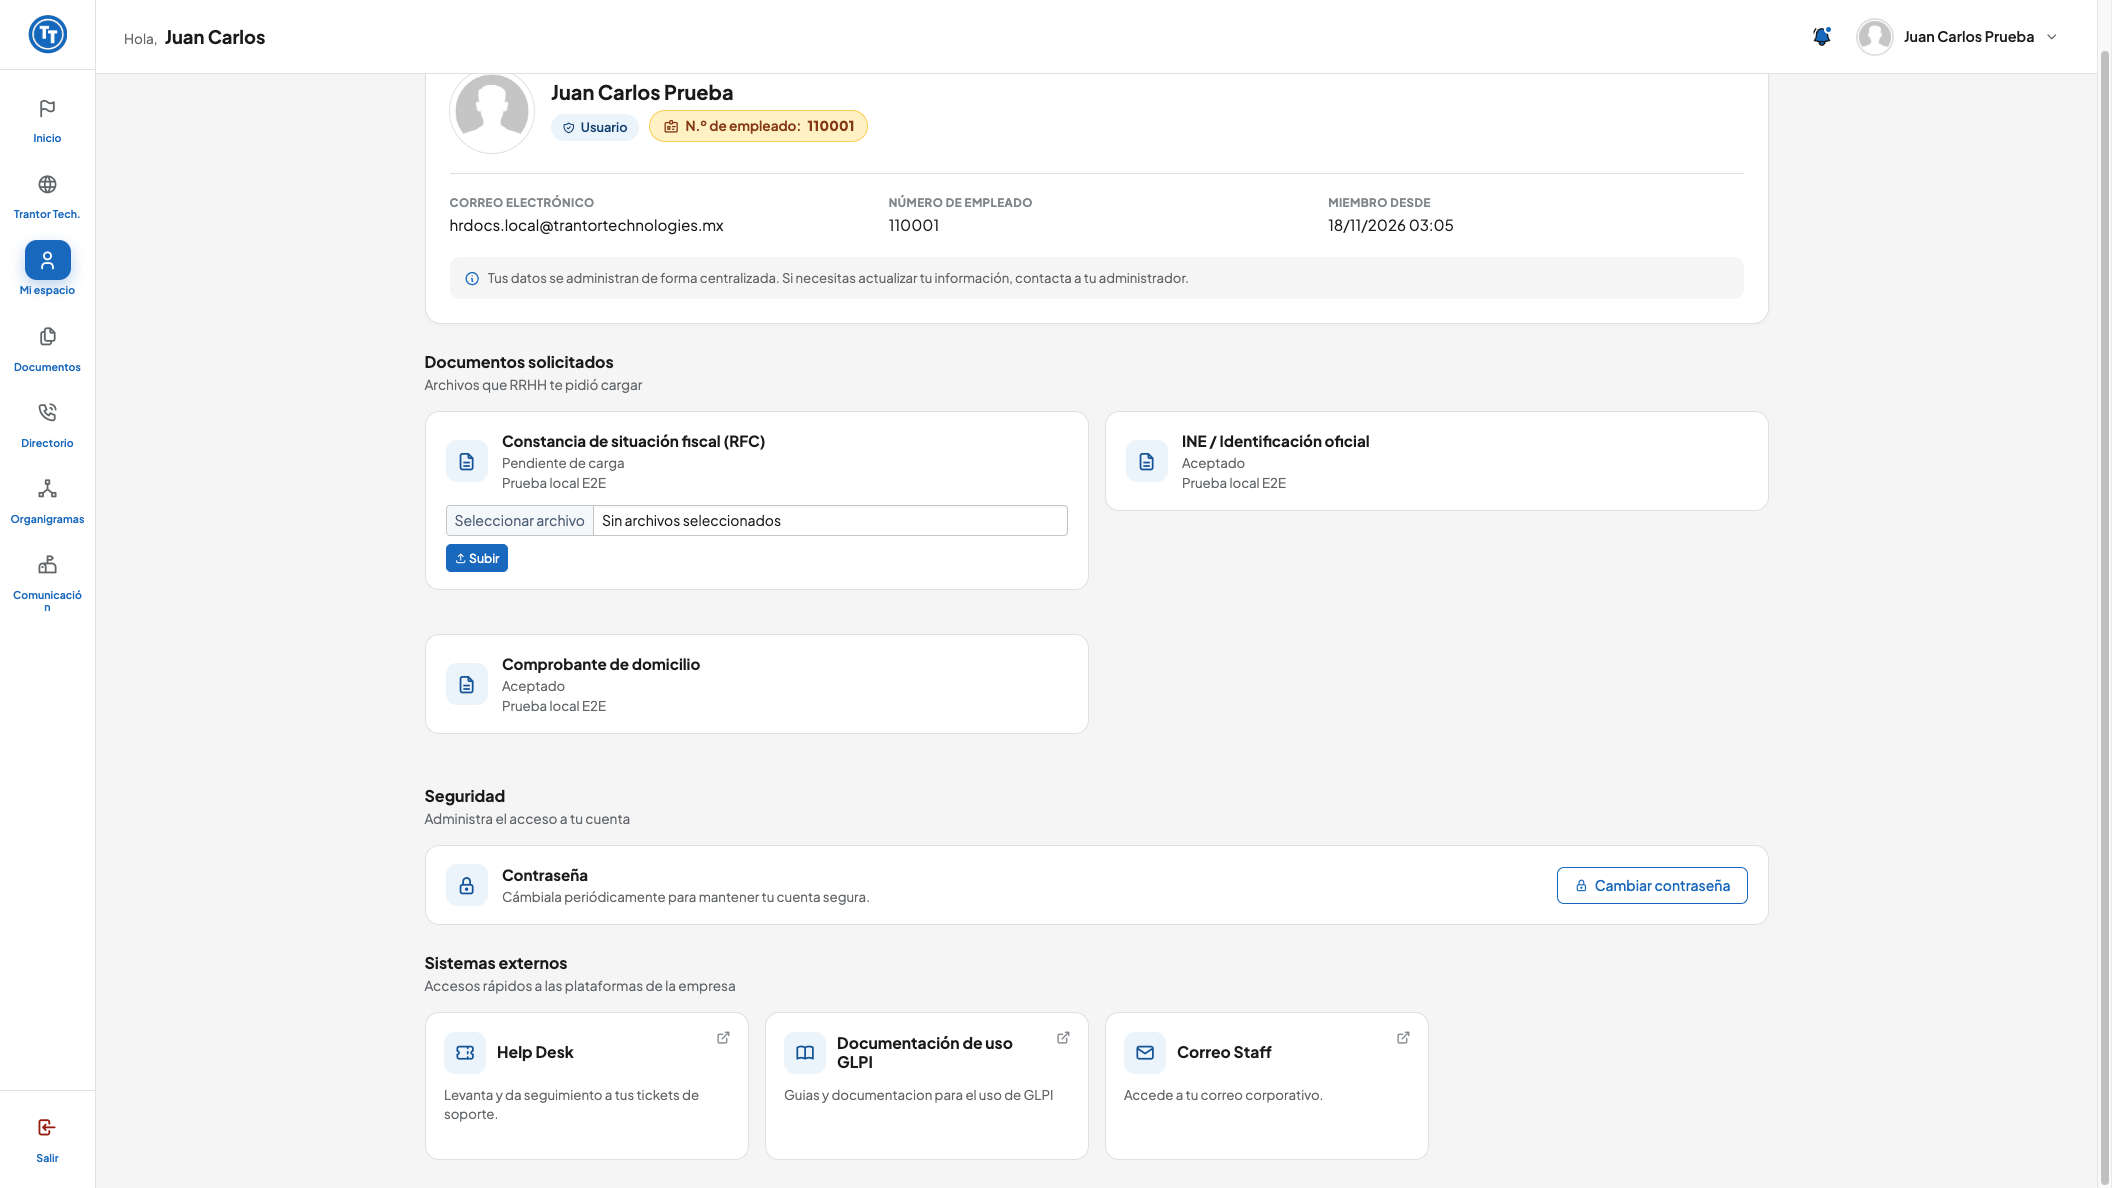 TT
Hola, Juan Carlos
Juan Carlos Prueba
Inicio
Trantor Tech.
Mi espacio
Documentos
Directorio
Organigramas
Comunicació
n
Salir
Juan Carlos Prueba
Usuario
N.º de empleado: 110001
CORREO ELECTRÓNICO
hrdocs.local@trantortechnologies.mx
NÚMERO DE EMPLEADO
110001
MIEMBRO DESDE
18/11/2026 03:05
Tus datos se administran de forma centralizada. Si necesitas actualizar tu información, contacta a tu administrador.
Documentos solicitados
Archivos que RRHH te pidió cargar
Constancia de situación fiscal (RFC)
Pendiente de carga
Prueba local E2E
Seleccionar archivo Sin archivos seleccionados
Subir
INE / Identificación oficial
Aceptado
Prueba local E2E
Comprobante de domicilio
Aceptado
Prueba local E2E
Seguridad
Administra el acceso a tu cuenta
Contraseña
Cámbiala periódicamente para mantener tu cuenta segura.
Cambiar contraseña
Sistemas externos
Accesos rápidos a las plataformas de la empresa
Help Desk
Levanta y da seguimiento a tus tickets de
soporte.
Documentación de uso
GLPI
Guias y documentacion para el uso de GLPI
Correo Staff
Accede a tu correo corporativo.